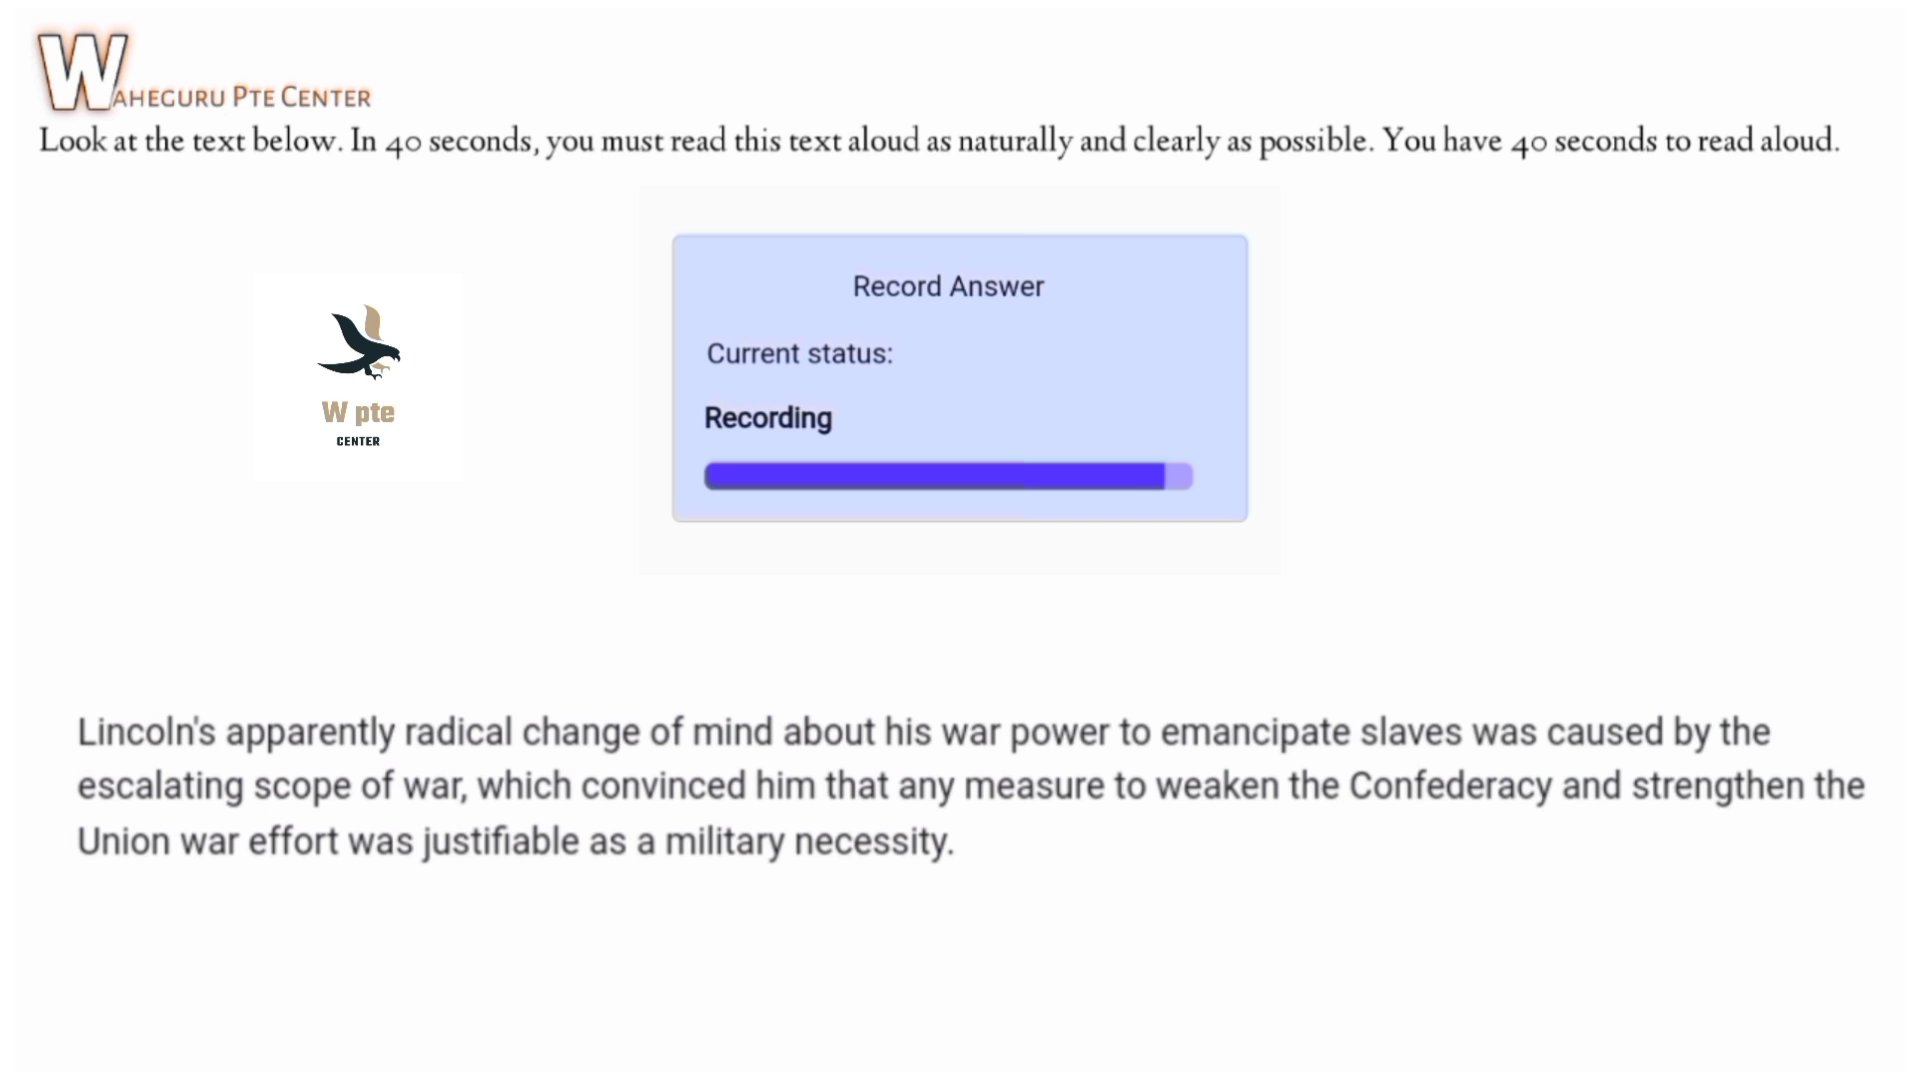 WAHEGURU PTE CENTER
Look at the text below. In 40 seconds, you must read this text aloud as naturally and clearly as possible. You have 40 seconds to read aloud.
Record Answer
Current status:
Recording
W pte
CENTER
Lincoln's apparently radical change of mind about his war power to emancipate slaves was caused by the
escalating scope of war, which convinced him that any measure to weaken the Confederacy and strengthen the
Union war effort was justifiable as a military necessity.